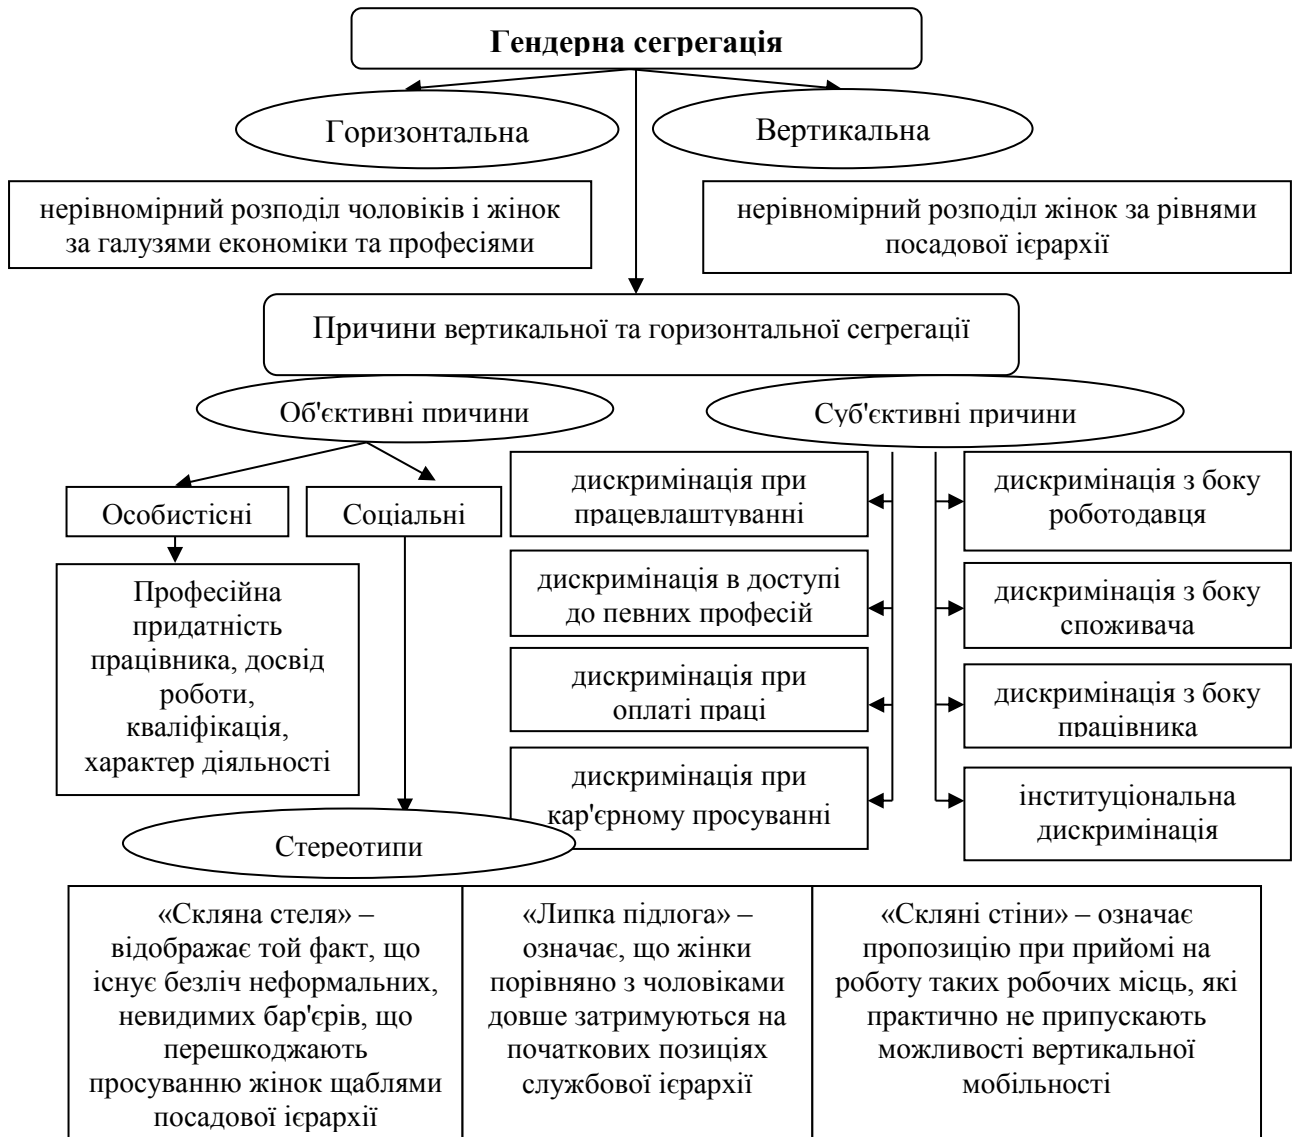 Гендерна сегрегація
Горизонтальна
Вертикальна
нерівномірний розподіл чоловіків і жінок
за галузями економіки та професіями
нерівномірний розподіл жінок за рівнями
посадової ієрархії
Причини вертикальної та горизонтальної сегрегації
Об'єктивні причини
Суб'єктивні причини
Особистісні
Соціальні
Професійна
придатність
працівника, досвід
роботи,
кваліфікація,
характер діяльності
дискримінація при
працевлаштуванні
дискримінація в доступі
до певних професій
дискримінація при
оплаті праці
дискримінація при
кар'єрному просуванні
дискримінація з боку
роботодавця
дискримінація з боку
споживача
дискримінація з боку
працівника
інституціональна
дискримінація
Стереотипи
«Скляна стеля» –
відображає той факт, що
існує безліч неформальних,
невидимих бар'єрів, що
перешкоджають
просуванню жінок щаблями
посадової ієрархії
«Липка підлога» –
означає, що жінки
порівняно з чоловіками
довше затримуються на
початкових позиціях
службової ієрархії
«Скляні стіни» – означає
пропозицію при прийомі на
роботу таких робочих місць, які
практично не припускають
можливості вертикальної
мобільності